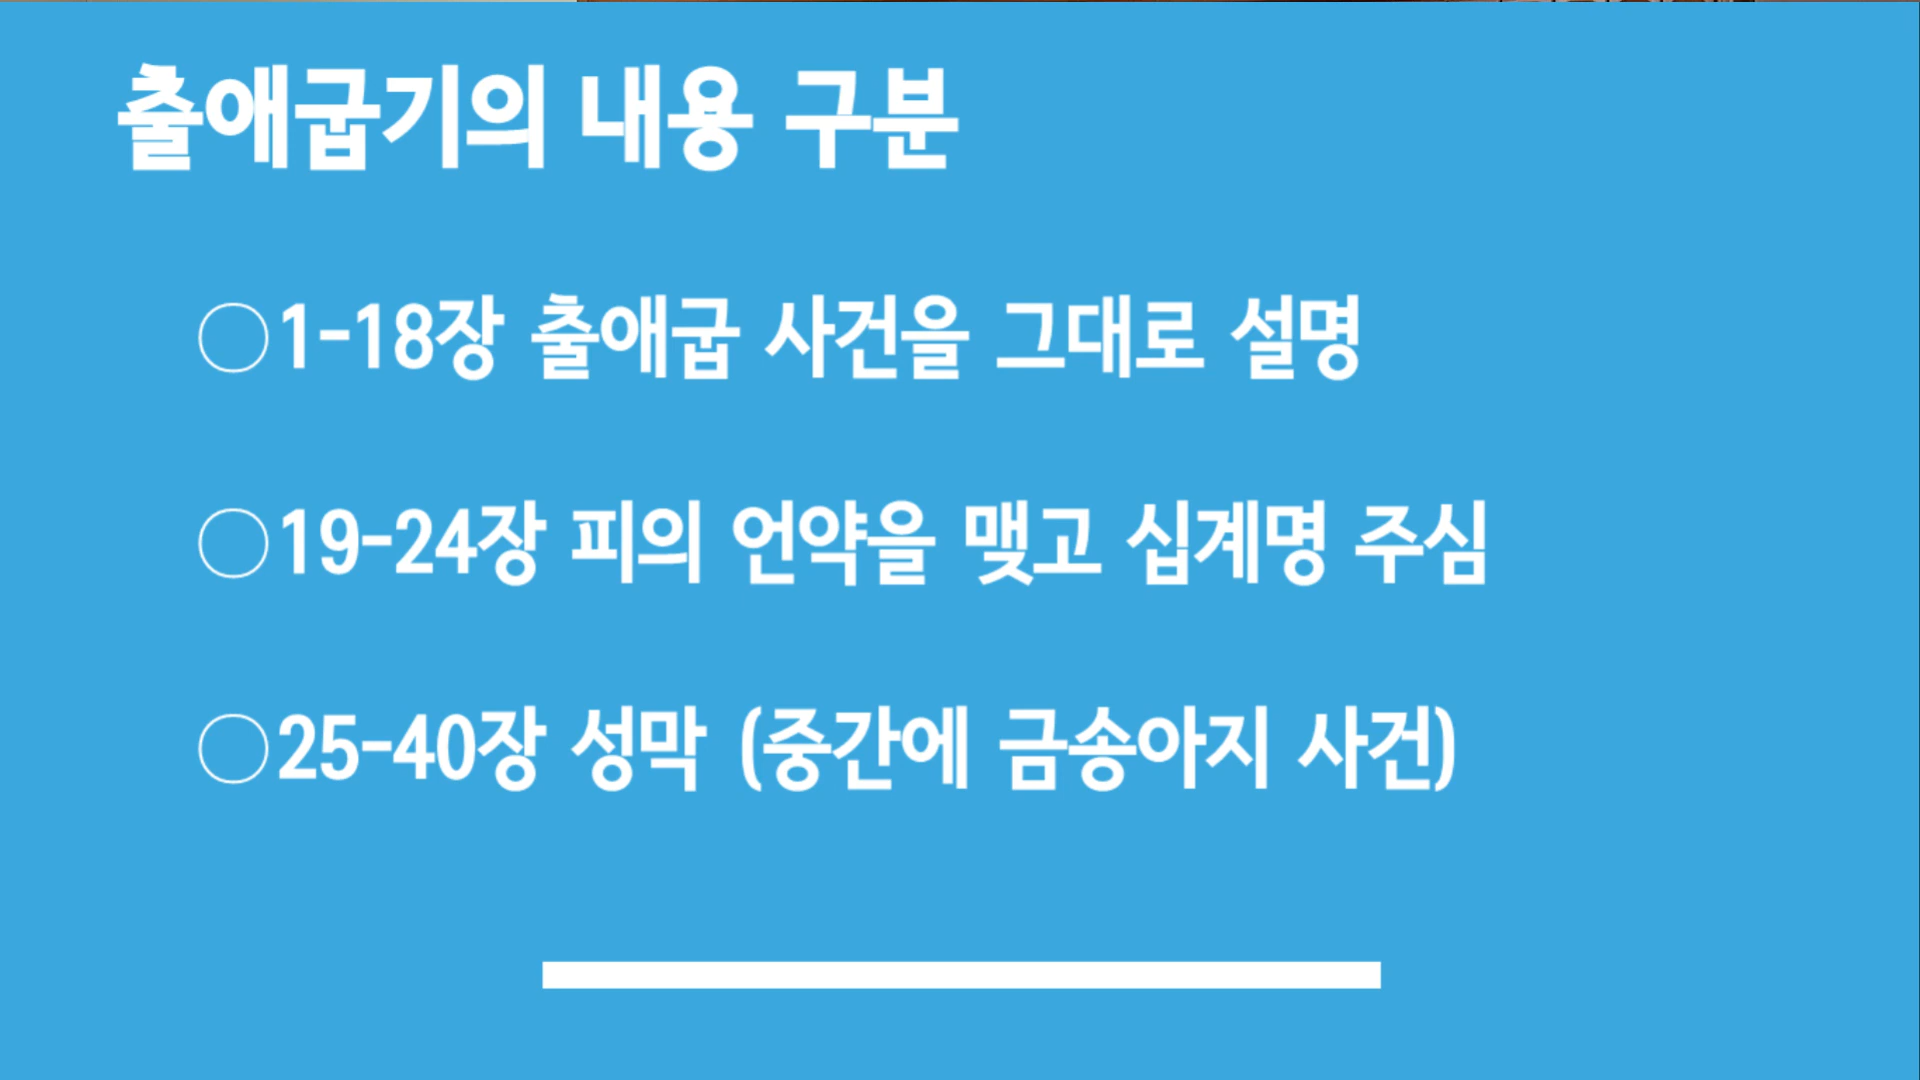 출애굽기의 내용 구분
○1-18장 출애굽 사건을 그대로 설명
○19-24장 피의 언약을 맺고 십계명 주심
○25-40장 성막 (중간에 금송아지 사건)